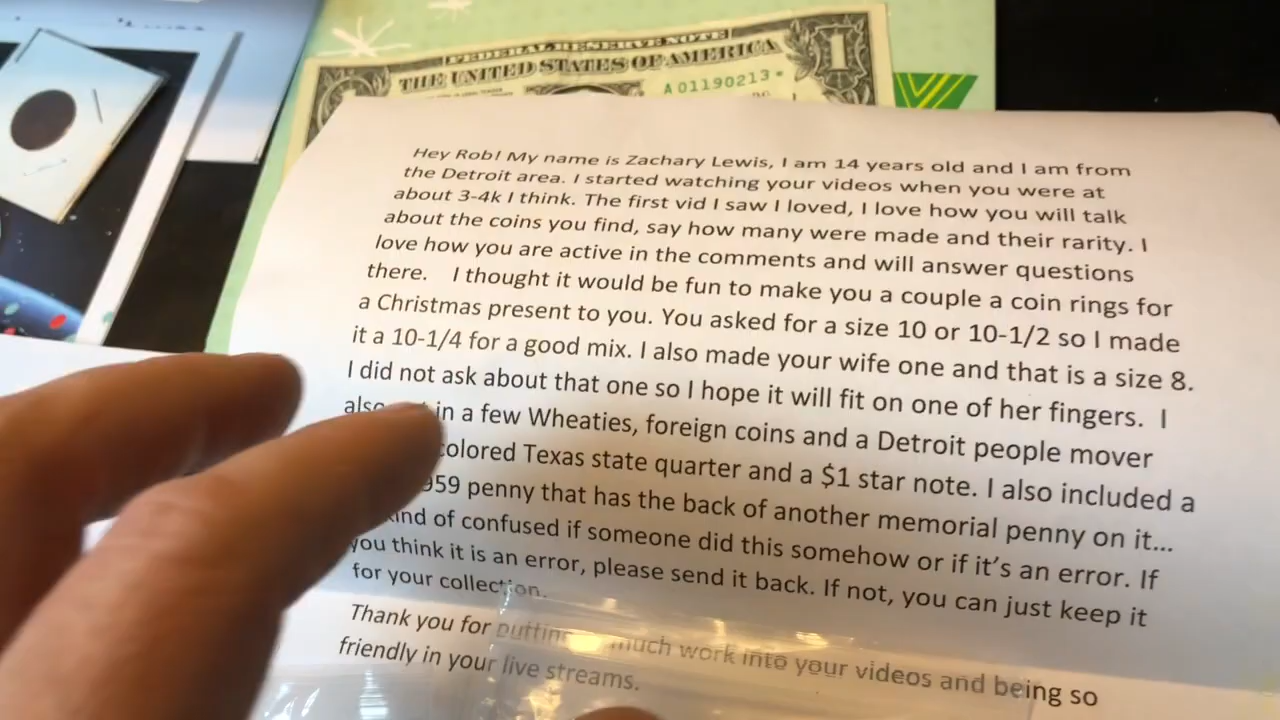 FEDERAL RESERVE NOTE
THE UNITED STATES OF AMERICA
1
A 01190213 *
Hey Rob! My name is Zachary Lewis, I am 14 years old and I am from
the Detroit area. I started watching your videos when you were at
about 3-4k I think. The first vid I saw I loved, I love how you will talk
about the coins you find, say how many were made and their rarity. I
love how you are active in the comments and will answer questions
there. I thought it would be fun to make you a couple a coin rings for
a Christmas present to you. You asked for a size 10 or 10-1/2 so I made
it a 10-1/4 for a good mix. I also made your wife one and that is a size 8.
I did not ask about that one so I hope it will fit on one of her fingers. I
also in a few Wheaties, foreign coins and a Detroit people mover
colored Texas state quarter and a $1 star note. I also included a
959 penny that has the back of another memorial penny on it...
kind of confused if someone did this somehow or if it's an error. If
you think it is an error, please send it back. If not, you can just keep it
for your collection.
Thank you for putting much work into your videos and being so
friendly in your live streams.